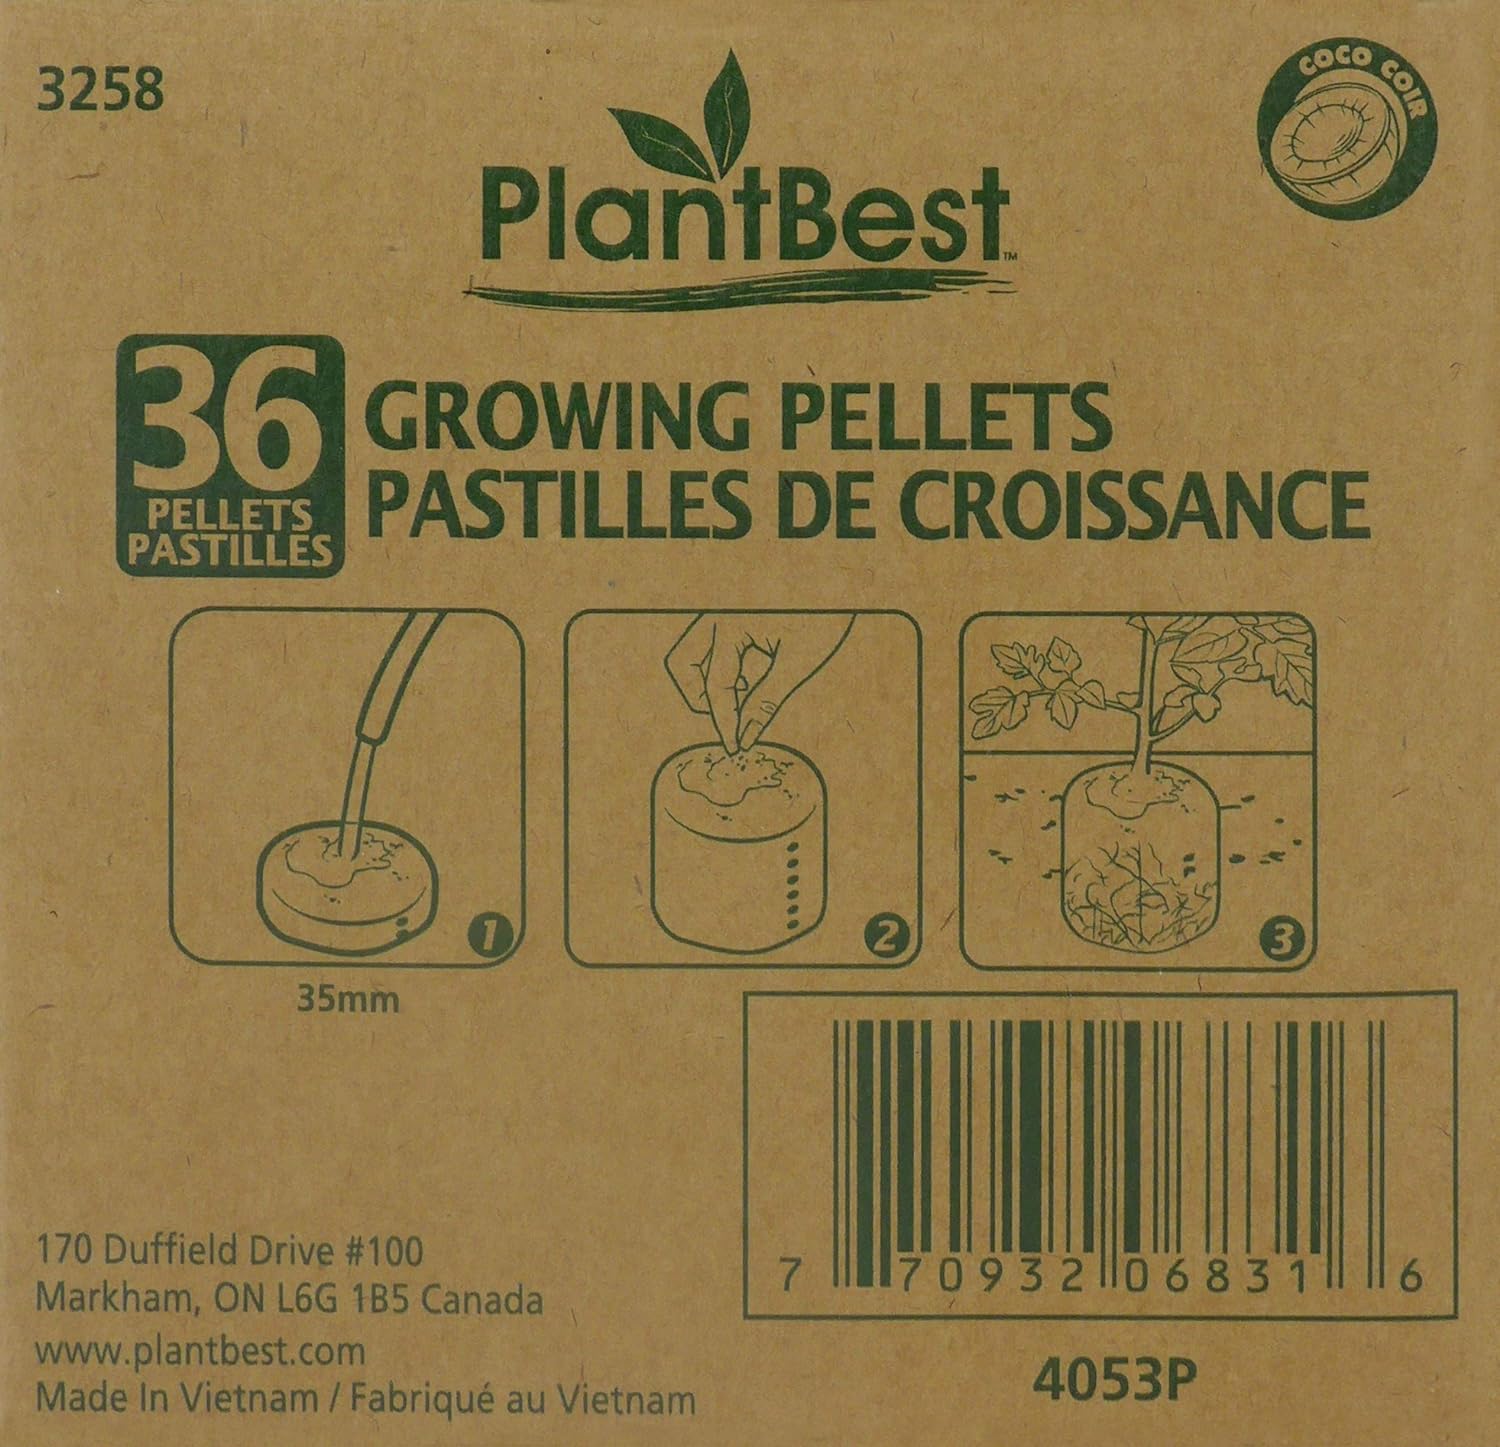 3258
COCO COIR
PlantBest™
36
PELLETS
PASTILLES
GROWING PELLETS
PASTILLES DE CROISSANCE
1
2
3
35mm
7 70932 06831 6
170 Duffield Drive #100
Markham, ON L6G 1B5 Canada
www.plantbest.com
Made In Vietnam / Fabriqué au Vietnam
4053P